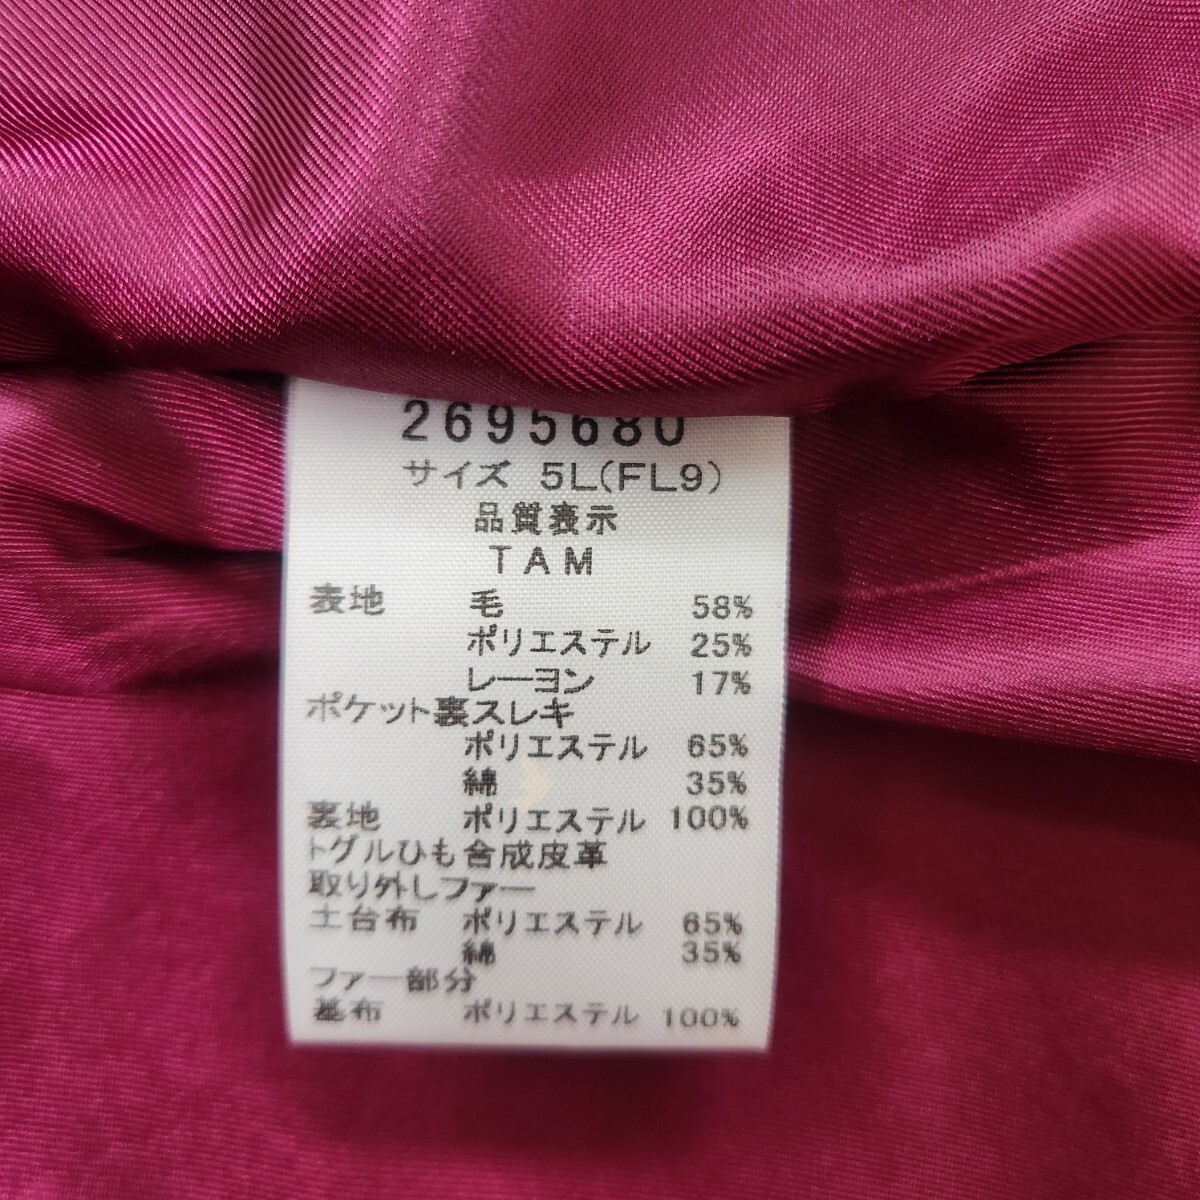 2695680
サイズ 5L(FL9)
品質表示
TAM
表地 毛 58%
ポリエステル 25%
レーヨン 17%
ポケット裏スレキ
ポリエステル 65%
綿 35%
裏地 ポリエステル 100%
トグルひも合成皮革
取り外しファー
土台布 ポリエステル 65%
綿 35%
ファー部分
基布 ポリエステル 100%